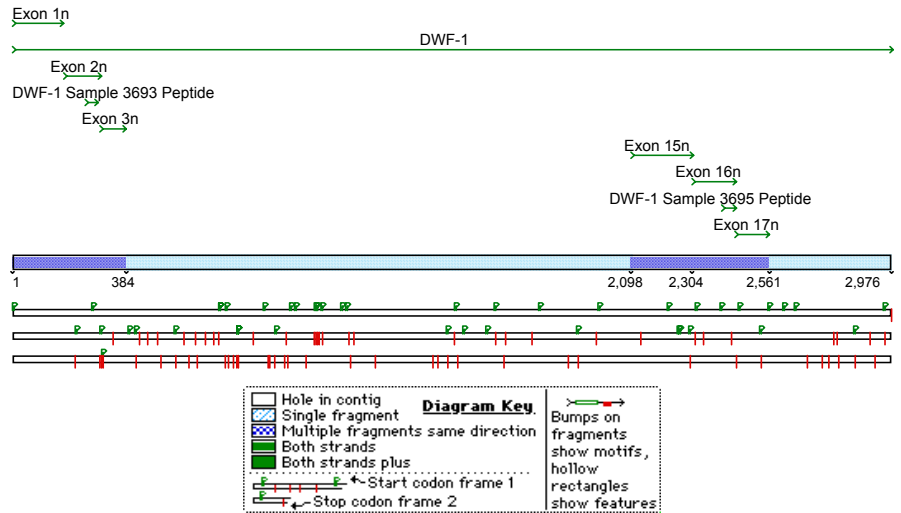 Exon 1n
DWF-1
Exon 2n
DWF-1 Sample 3693 Peptide
Exon 3n
Exon 15n
Exon 16n
DWF-1 Sample 3695 Peptide
Exon 17n
1 384 2,098 2,304 2,561 2,976
Diagram Key
Hole in contig
Single fragment
Multiple fragments same direction
Both strands
Both strands plus
Start codon frame 1
Stop codon frame 2
Bumps on
fragments
show motifs,
hollow
rectangles
show features